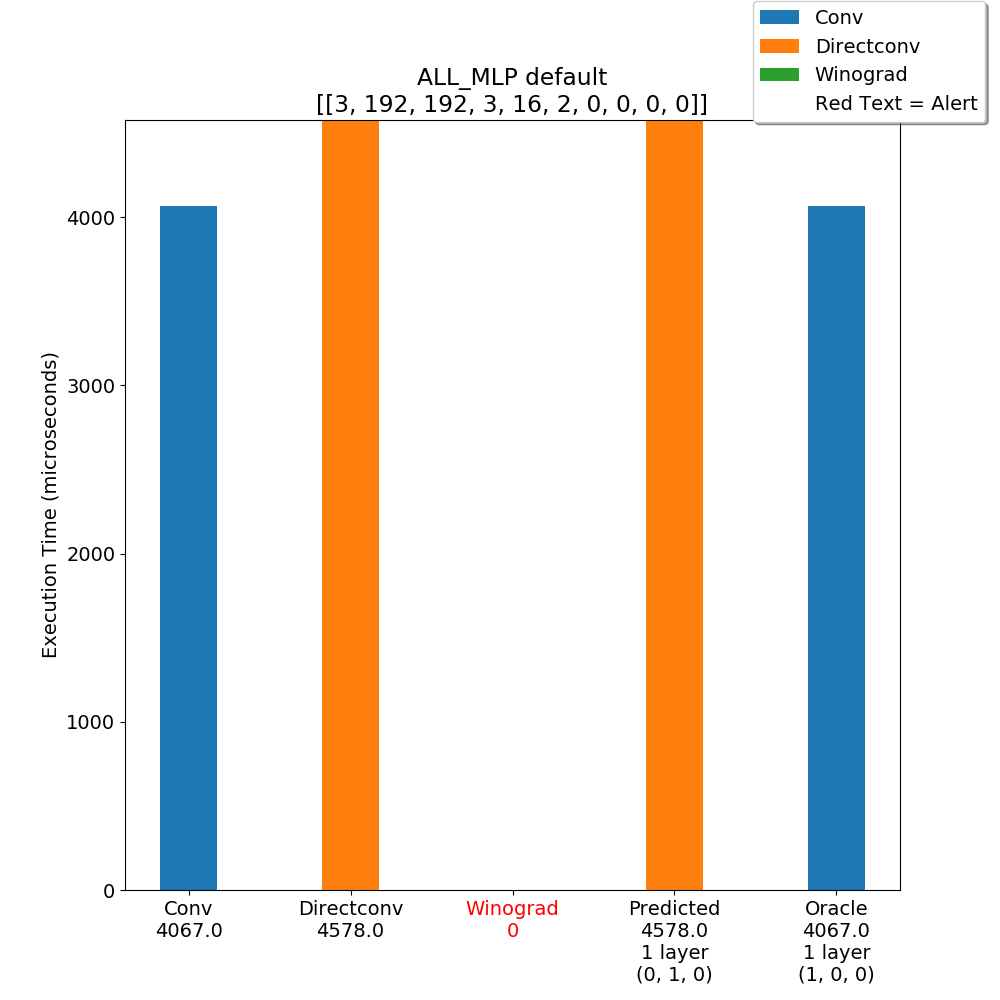 Conv
Directconv
Winograd
Red Text = Alert
ALL_MLP default
[[3, 192, 192, 3, 16, 2, 0, 0, 0, 0]]
Execution Time (microseconds)
4000
3000
2000
1000
0
Conv
4067.0
Directconv
4578.0
Winograd
0
Predicted
4578.0
1 layer
(0, 1, 0)
Oracle
4067.0
1 layer
(1, 0, 0)